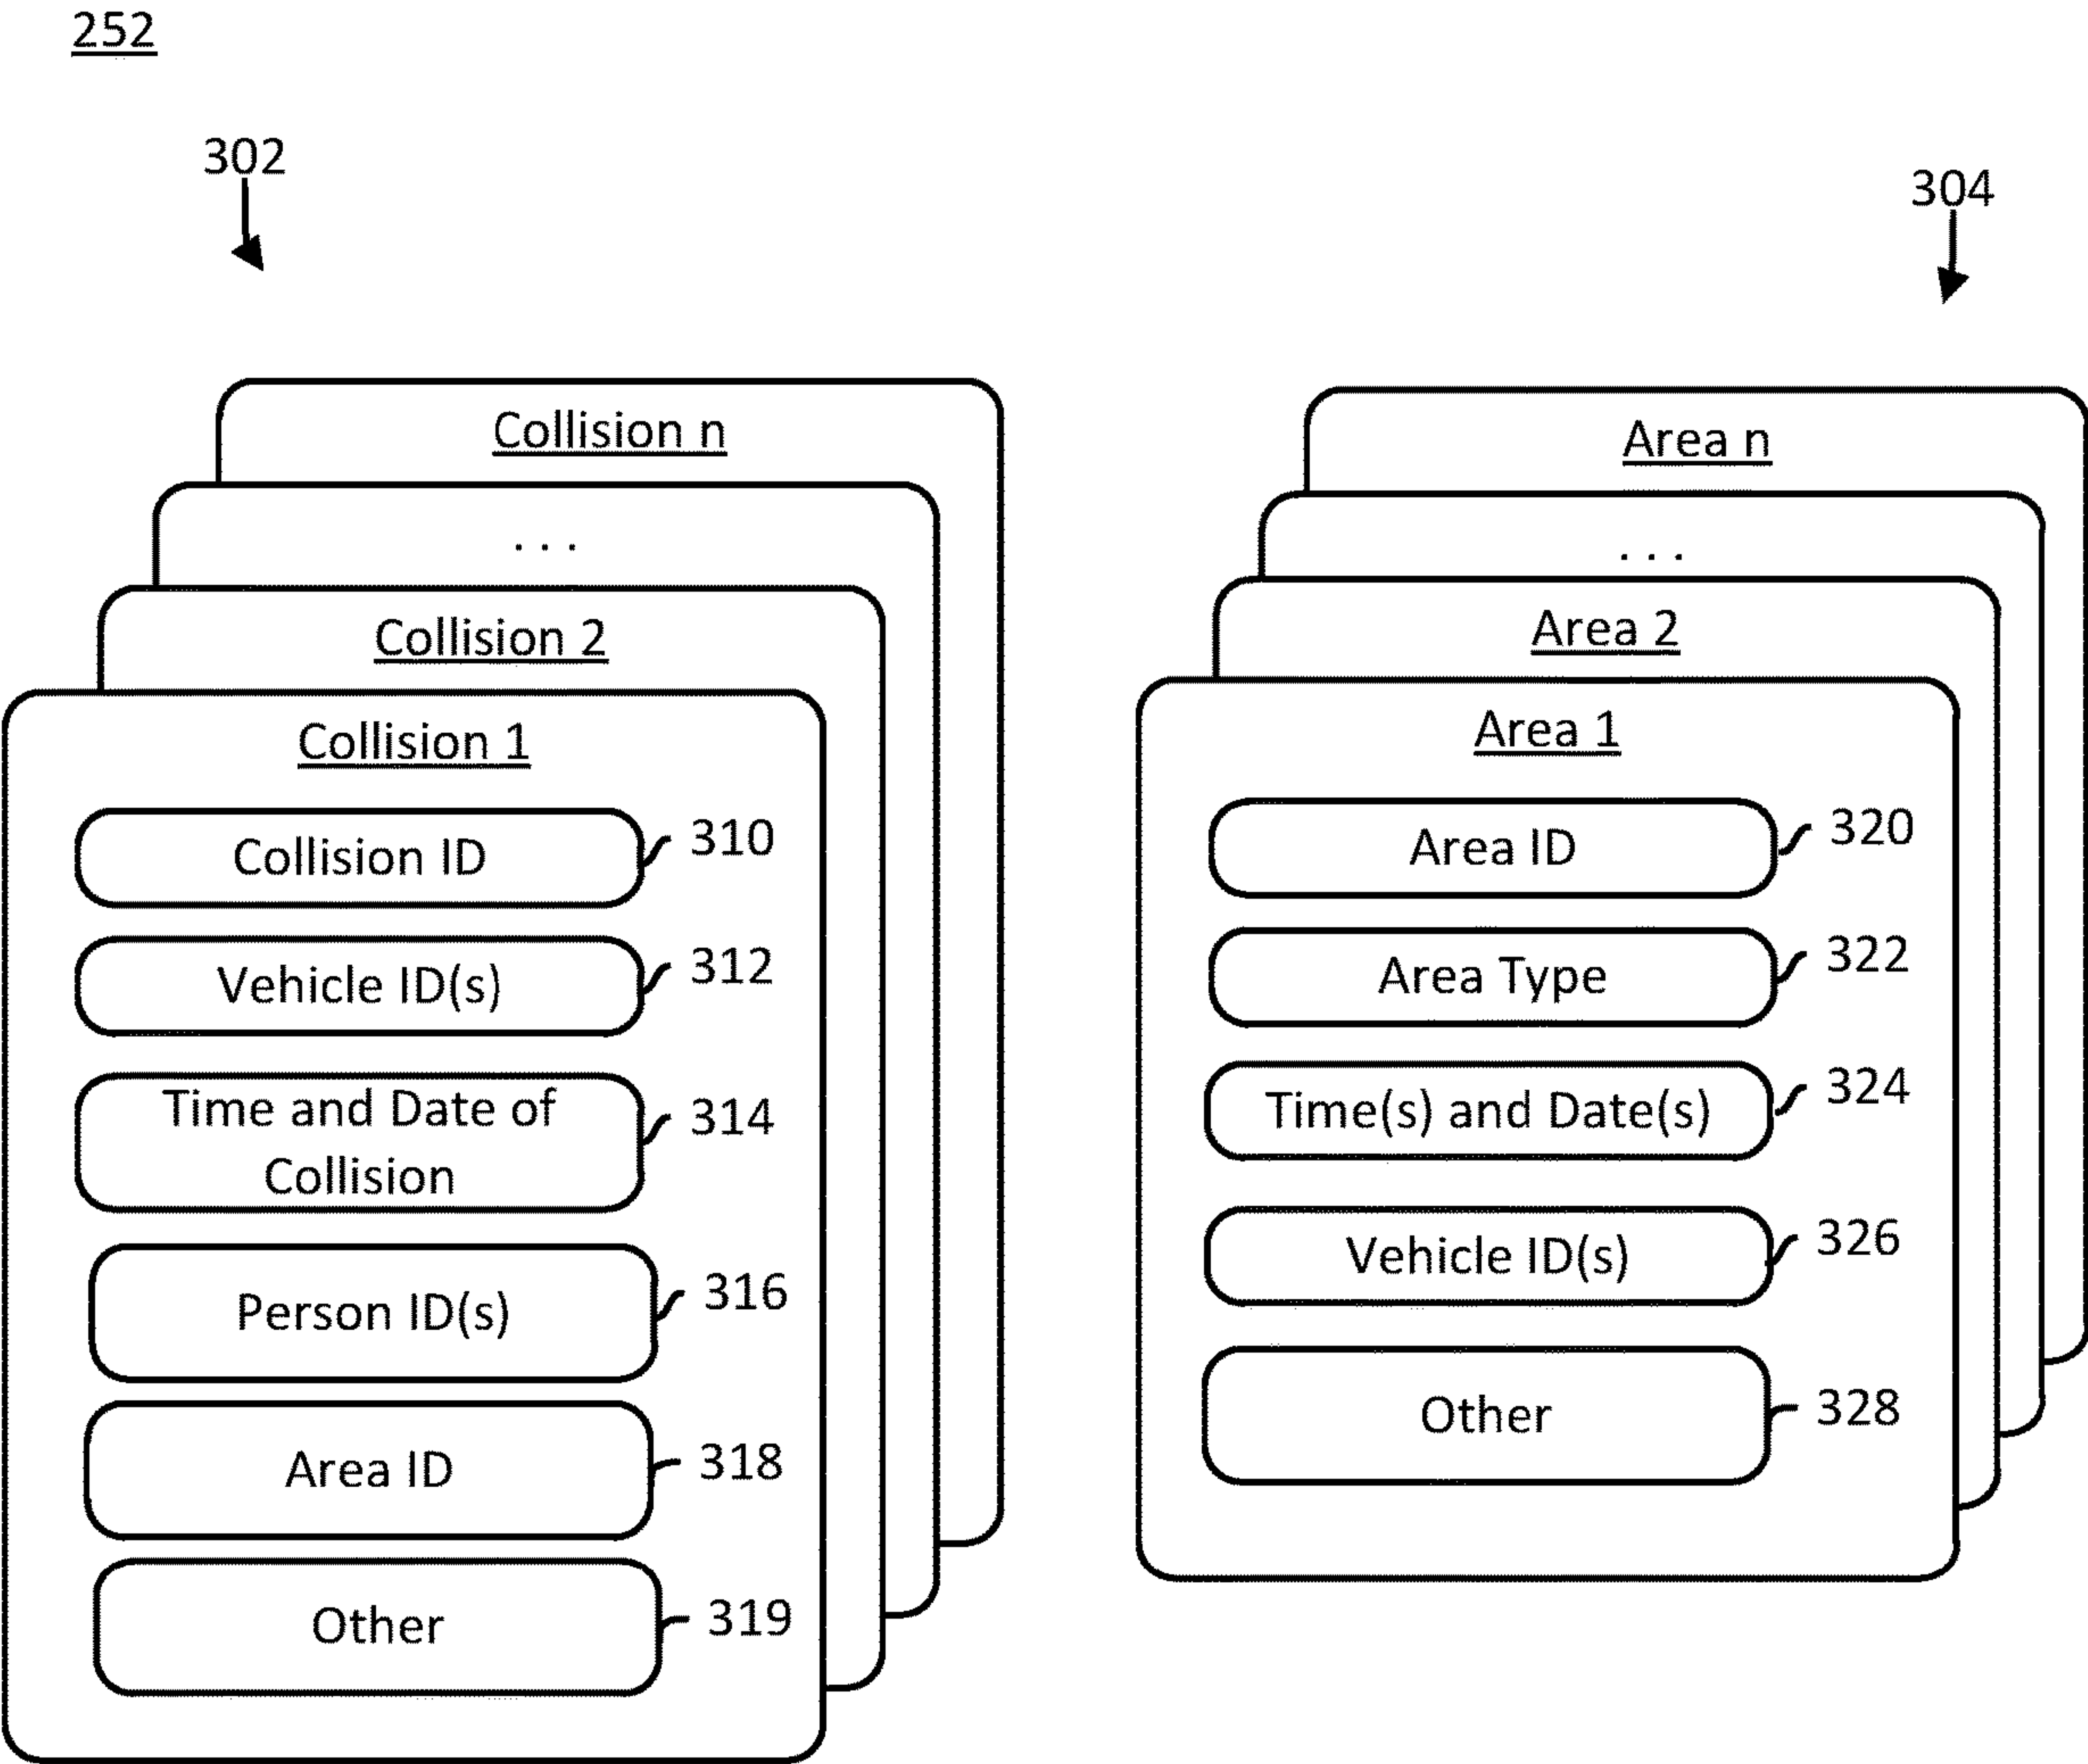 252
302
304
Collision n
. . .
Collision 2
Collision 1
Collision ID
310
Vehicle ID(s)
312
Time and Date of
Collision
314
Person ID(s)
316
Area ID
318
Other
319
Area n
. . .
Area 2
Area 1
Area ID
320
Area Type
322
Time(s) and Date(s)
324
Vehicle ID(s)
326
Other
328